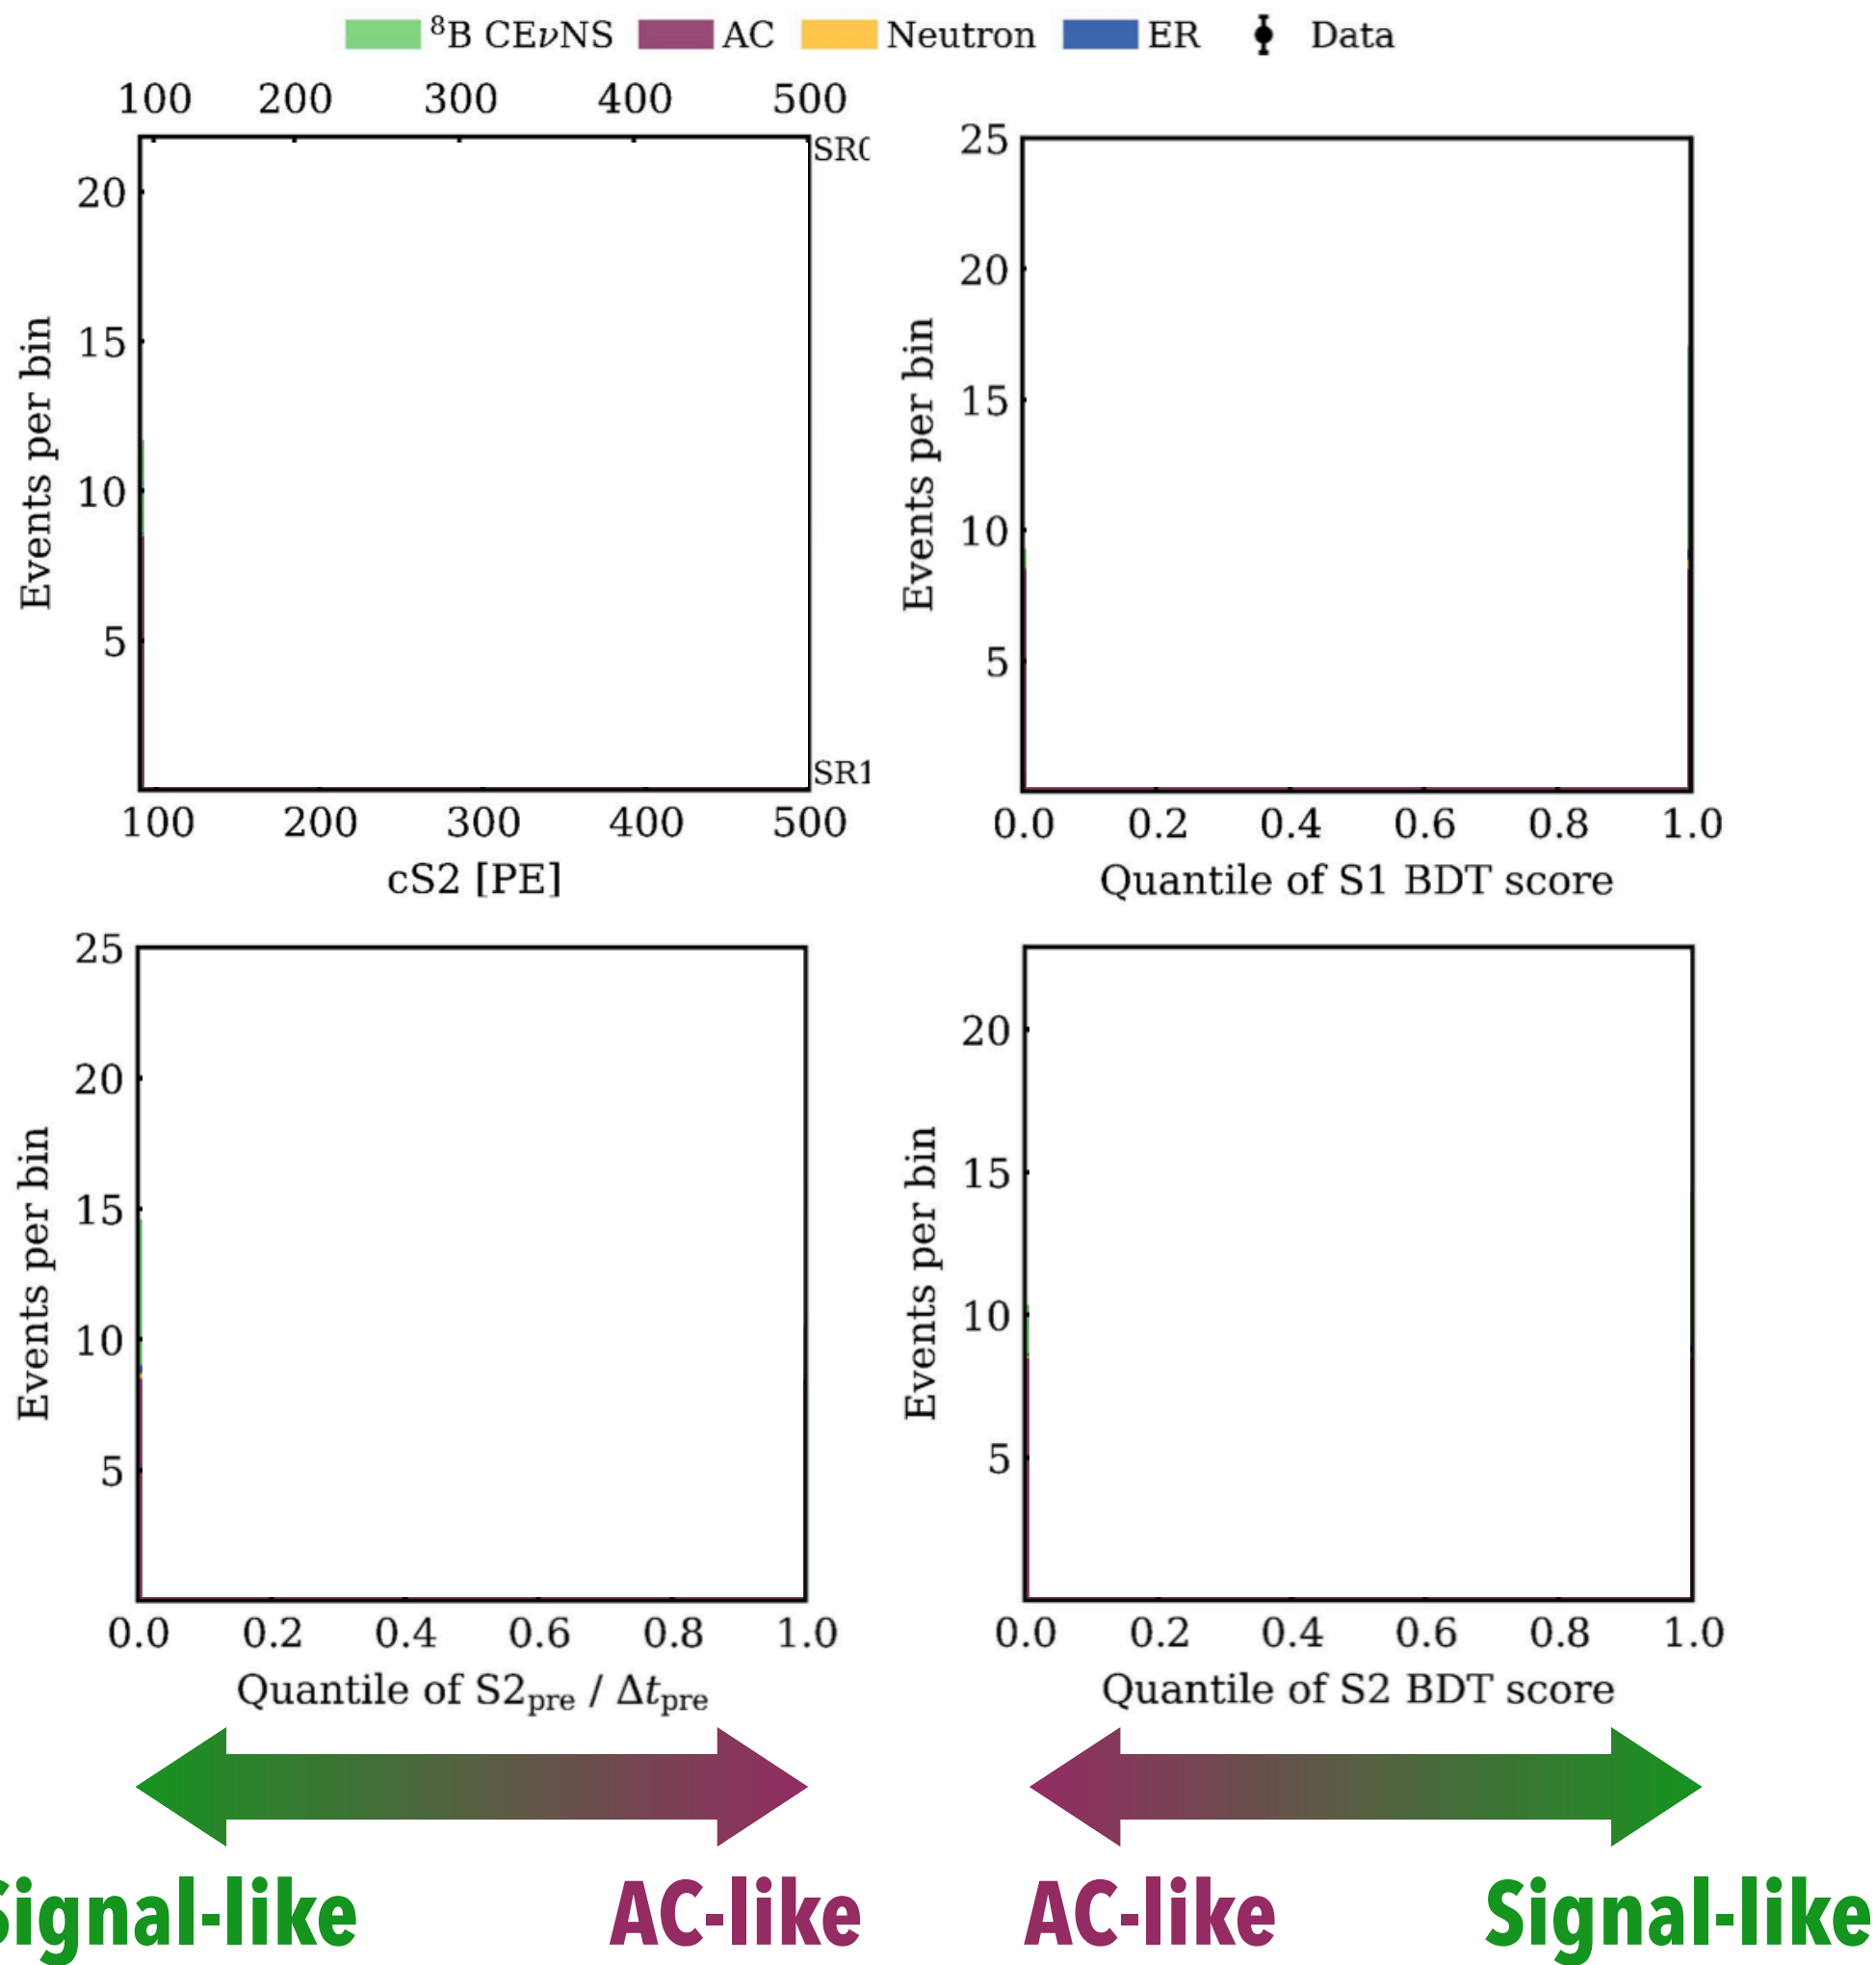 ⁸B CEνNS AC Neutron ER Data
100 200 300 400 500
SR0
20
15
10
5
Events per bin
SR1
100 200 300 400 500
cS2 [PE]
25
20
15
10
5
Events per bin
0.0 0.2 0.4 0.6 0.8 1.0
Quantile of S1 BDT score
25
20
15
10
5
Events per bin
0.0 0.2 0.4 0.6 0.8 1.0
Quantile of S2pre / Δtpre
20
15
10
5
Events per bin
0.0 0.2 0.4 0.6 0.8 1.0
Quantile of S2 BDT score
Signal-like AC-like AC-like Signal-like